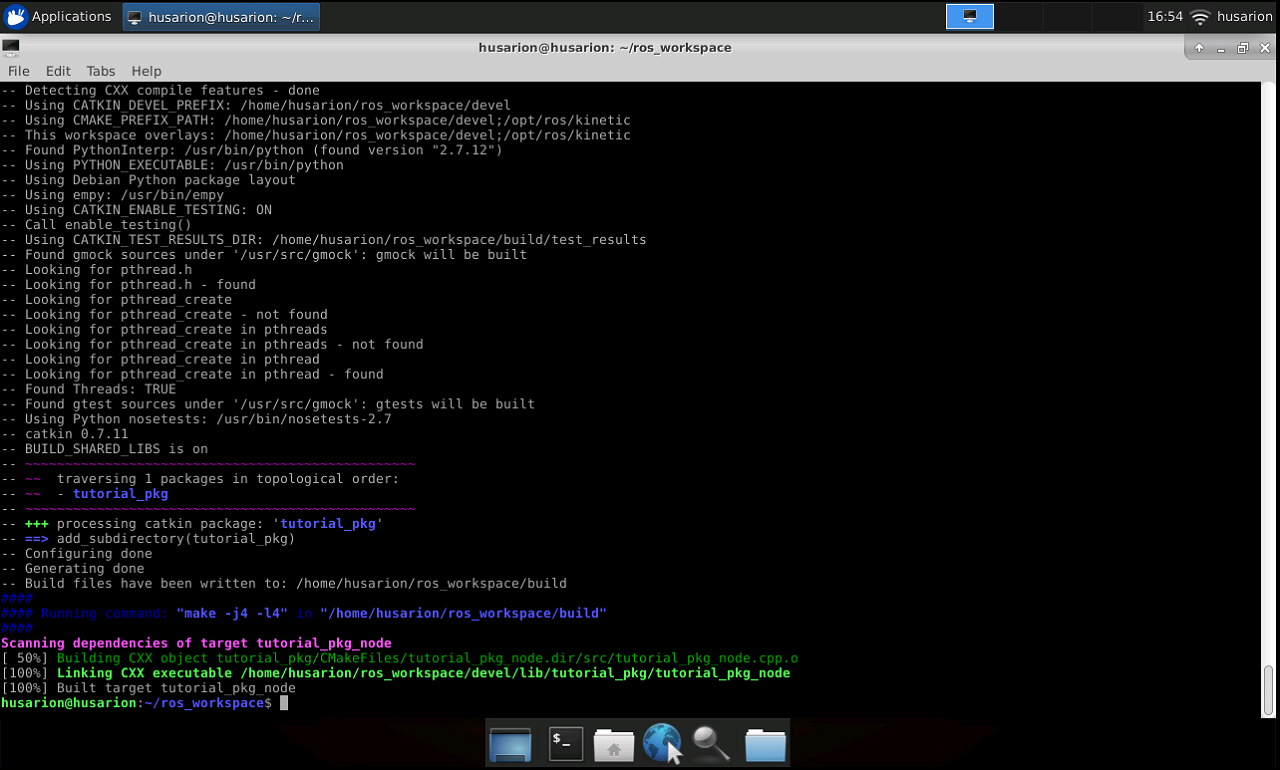 Applications husarion@husarion: ~/r... 16:54 husarion
husarion@husarion: ~/ros_workspace
File Edit Tabs Help
-- Detecting CXX compile features - done
-- Using CATKIN_DEVEL_PREFIX: /home/husarion/ros_workspace/devel
-- Using CMAKE_PREFIX_PATH: /home/husarion/ros_workspace/devel;/opt/ros/kinetic
-- This workspace overlays: /home/husarion/ros_workspace/devel;/opt/ros/kinetic
-- Found PythonInterp: /usr/bin/python (found version "2.7.12")
-- Using PYTHON_EXECUTABLE: /usr/bin/python
-- Using Debian Python package layout
-- Using empy: /usr/bin/empy
-- Using CATKIN_ENABLE_TESTING: ON
-- Call enable_testing()
-- Using CATKIN_TEST_RESULTS_DIR: /home/husarion/ros_workspace/build/test_results
-- Found gmock sources under '/usr/src/gmock': gmock will be built
-- Looking for pthread.h
-- Looking for pthread.h - found
-- Looking for pthread_create
-- Looking for pthread_create - not found
-- Looking for pthread_create in pthreads
-- Looking for pthread_create in pthreads - not found
-- Looking for pthread_create in pthread
-- Looking for pthread_create in pthread - found
-- Found Threads: TRUE
-- Found gtest sources under '/usr/src/gmock': gtests will be built
-- Using Python nosetests: /usr/bin/nosetests-2.7
-- catkin 0.7.11
-- BUILD_SHARED_LIBS is on
-- ~~~~~~~~~~~~~~~~~~~~~~~~~~~~~~~~~~~~~~~~~~~~~~~~~
-- ~~  traversing 1 packages in topological order:
-- ~~  - tutorial_pkg
-- ~~~~~~~~~~~~~~~~~~~~~~~~~~~~~~~~~~~~~~~~~~~~~~~~~
-- +++ processing catkin package: 'tutorial_pkg'
-- ==> add_subdirectory(tutorial_pkg)
-- Configuring done
-- Generating done
-- Build files have been written to: /home/husarion/ros_workspace/build
####
#### Running command: "make -j4 -l4" in "/home/husarion/ros_workspace/build"
####
Scanning dependencies of target tutorial_pkg_node
[ 50%] Building CXX object tutorial_pkg/CMakeFiles/tutorial_pkg_node.dir/src/tutorial_pkg_node.cpp.o
[100%] Linking CXX executable /home/husarion/ros_workspace/devel/lib/tutorial_pkg/tutorial_pkg_node
[100%] Built target tutorial_pkg_node
husarion@husarion:~/ros_workspace$
$_